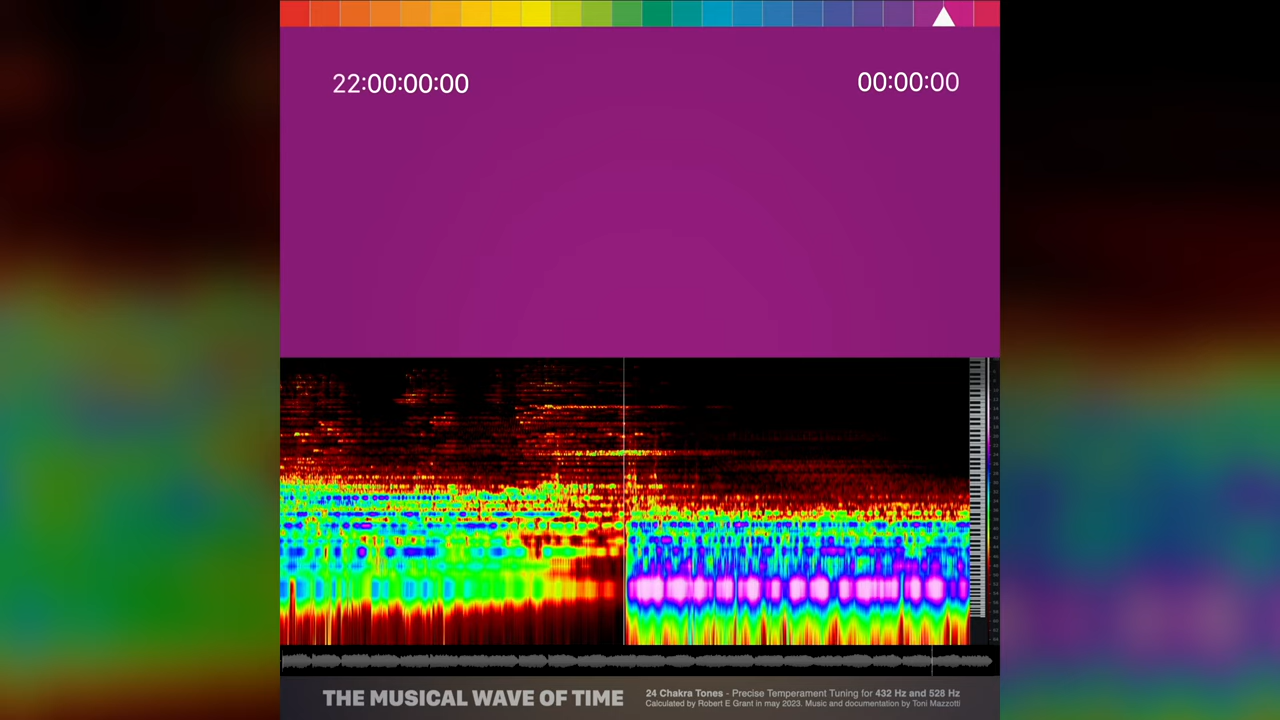 22:00:00:00
00:00:00
THE MUSICAL WAVE OF TIME
24 Chakra Tones - Precise Temperament Tuning for 432 Hz and 528 Hz
Calculated by Robert E Grant in may 2023. Music and documentation by Toni Mazzotti